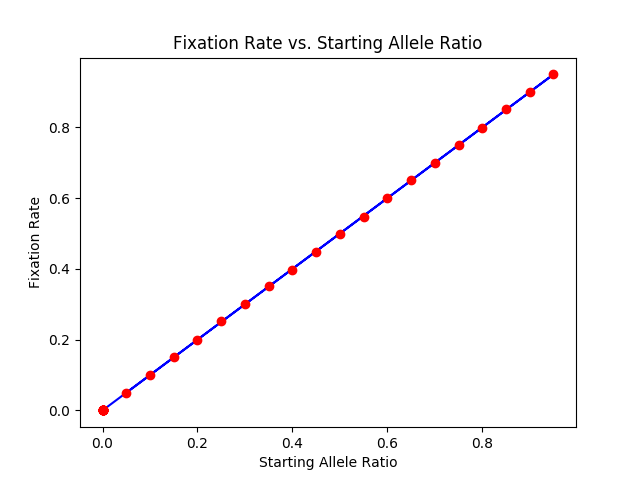 Fixation Rate vs. Starting Allele Ratio
0.8
0.6
0.4
0.2
0.0
Fixation Rate
0.0 0.2 0.4 0.6 0.8
Starting Allele Ratio